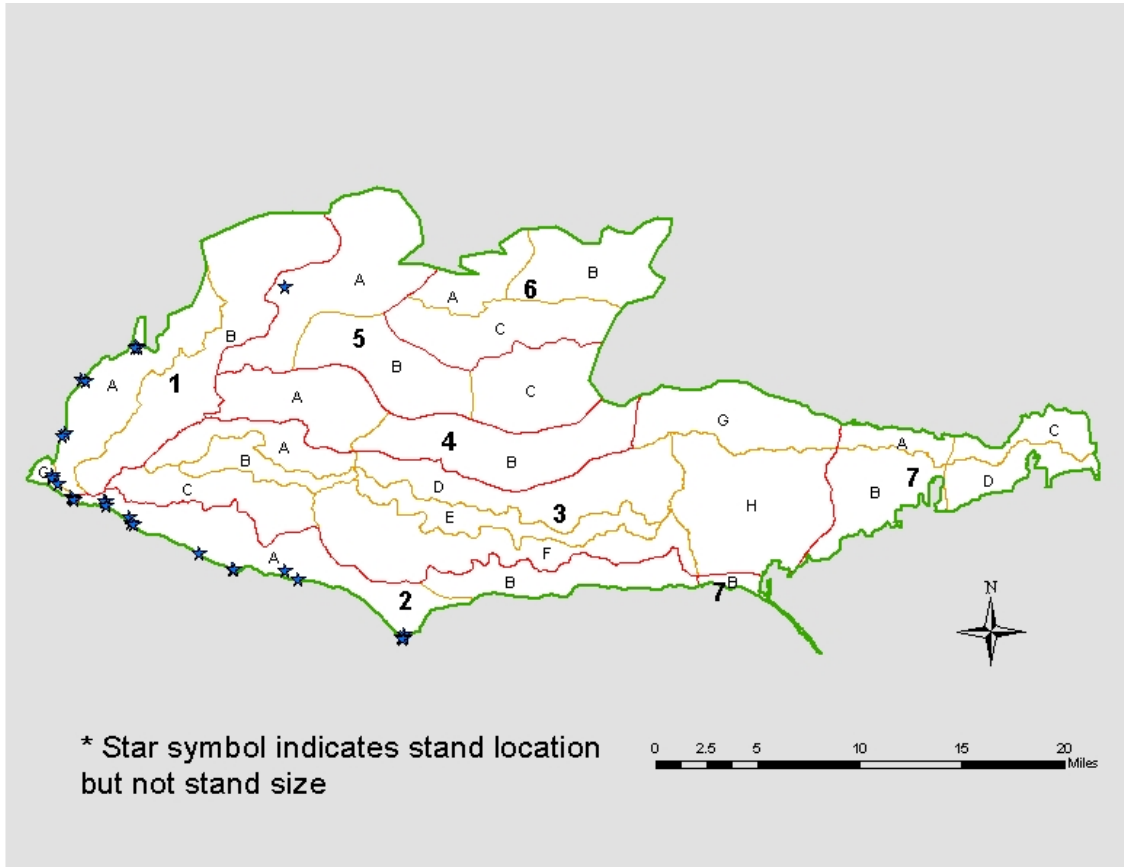 A
B
6
A
B
C
5
B
A
1
A
C
4
B
G
A
B
C
G
A
C
7
D
B
D
E
3
H
F
A
B
B
7
2
N
* Star symbol indicates stand location
but not stand size
0 2.5 5 10 15 20
Miles